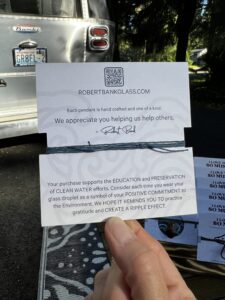 ROBERTBANKGLASS.COM
Each pendant is hand crafted and one of a kind.
We appreciate you helping us help others,
- Robert Bank
Your purchase supports the EDUCATION and PRESERVATION
of CLEAN WATER efforts. Consider each time you wear your
glass droplet as a symbol of your POSITIVE COMMITMENT to
the Environment. We HOPE IT REMINDS YOU TO practice
gratitude and CREATE A RIPPLE EFFECT.